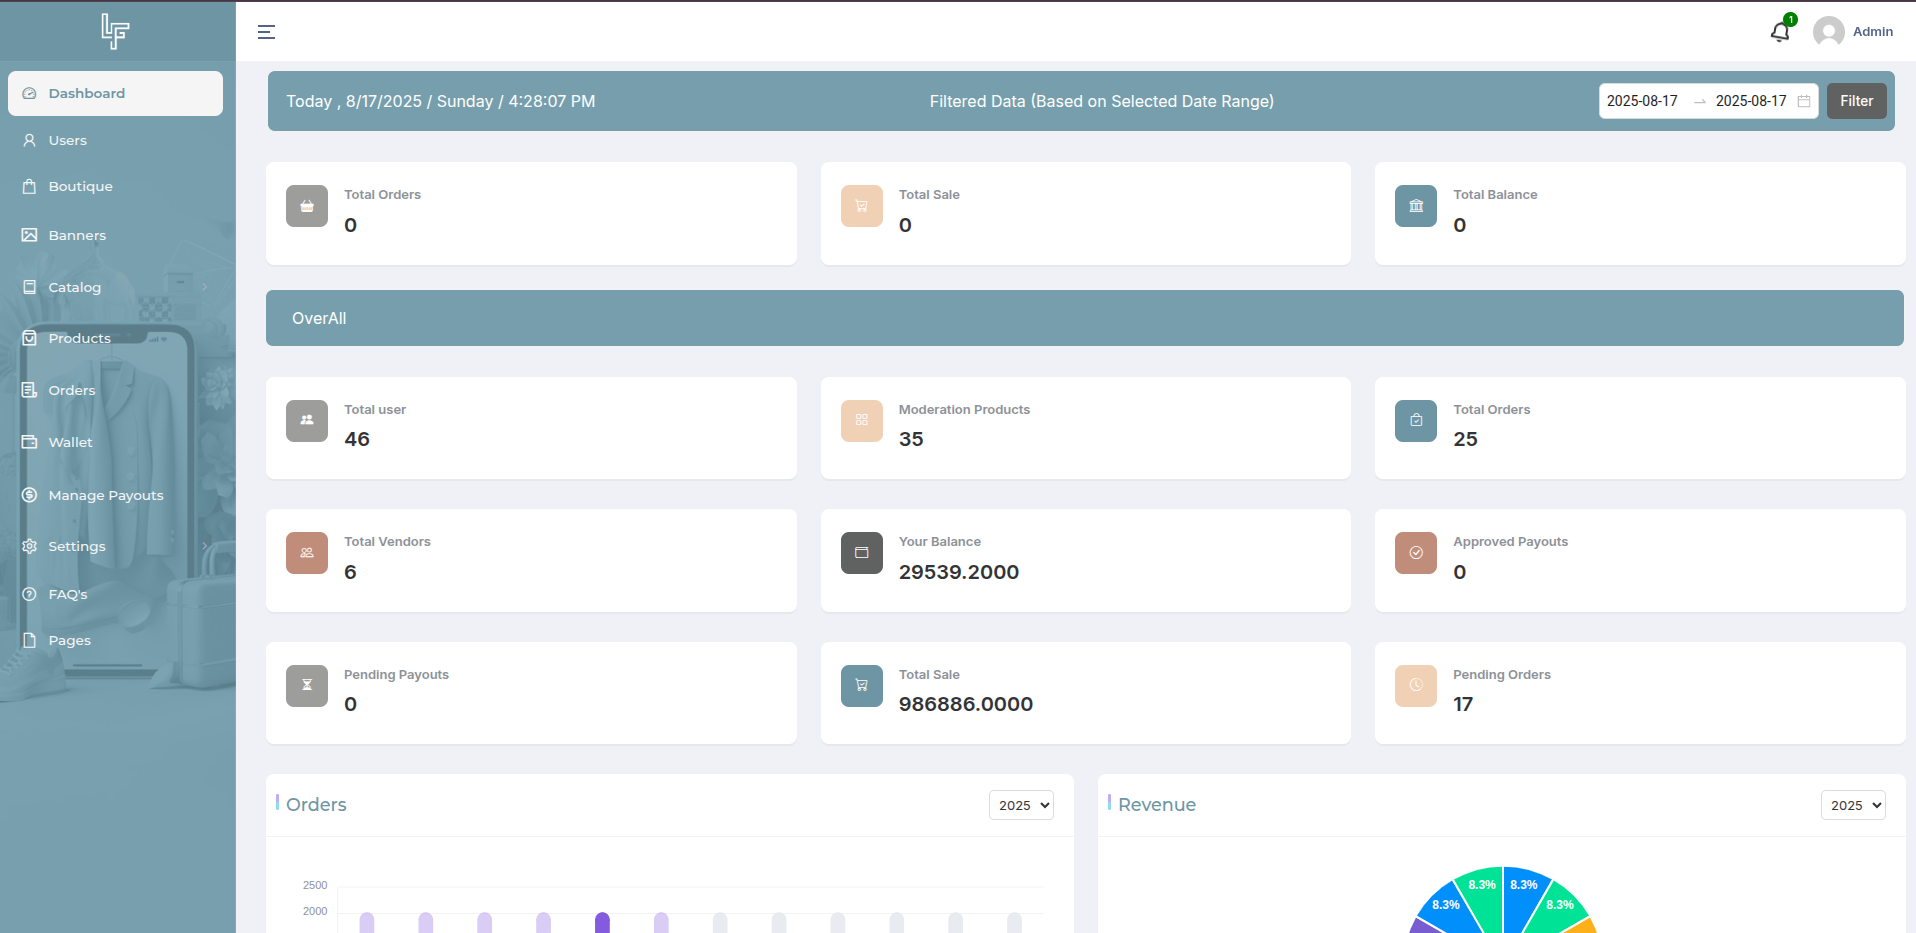 LF
1
Admin
Dashboard
Users
Boutique
Banners
Catalog
Products
Orders
Wallet
Manage Payouts
Settings
FAQ's
Pages
Today , 8/17/2025 / Sunday / 4:28:07 PM
Filtered Data (Based on Selected Date Range)
2025-08-17 → 2025-08-17
Filter
Total Orders
0
Total Sale
0
Total Balance
0
OverAll
Total user
46
Moderation Products
35
Total Orders
25
Total Vendors
6
Your Balance
29539.2000
Approved Payouts
0
Pending Payouts
0
Total Sale
986886.0000
Pending Orders
17
Orders
2025
2500
2000
Revenue
2025
8.3%
8.3%
8.3%
8.3%